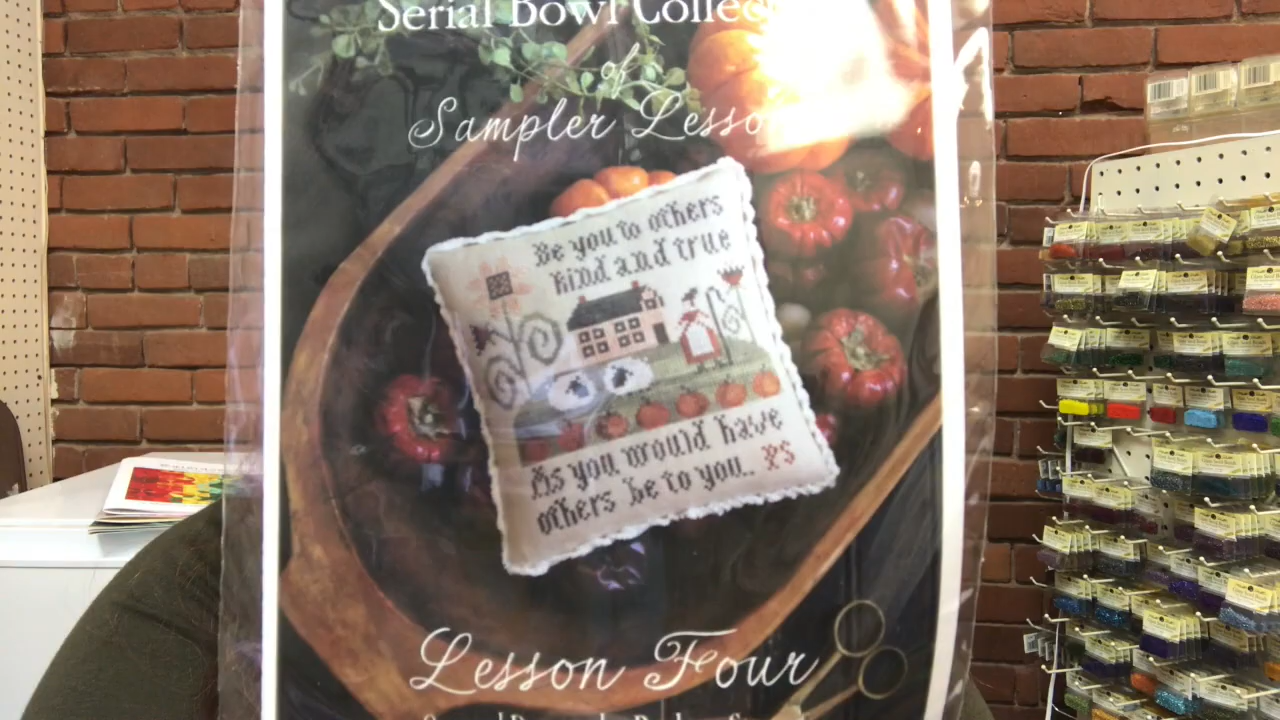 Serial Bowl Collec
of
Sampler Lesso
Be you to others
kind and true
As you would have
others be to you.. PS
Lesson Four